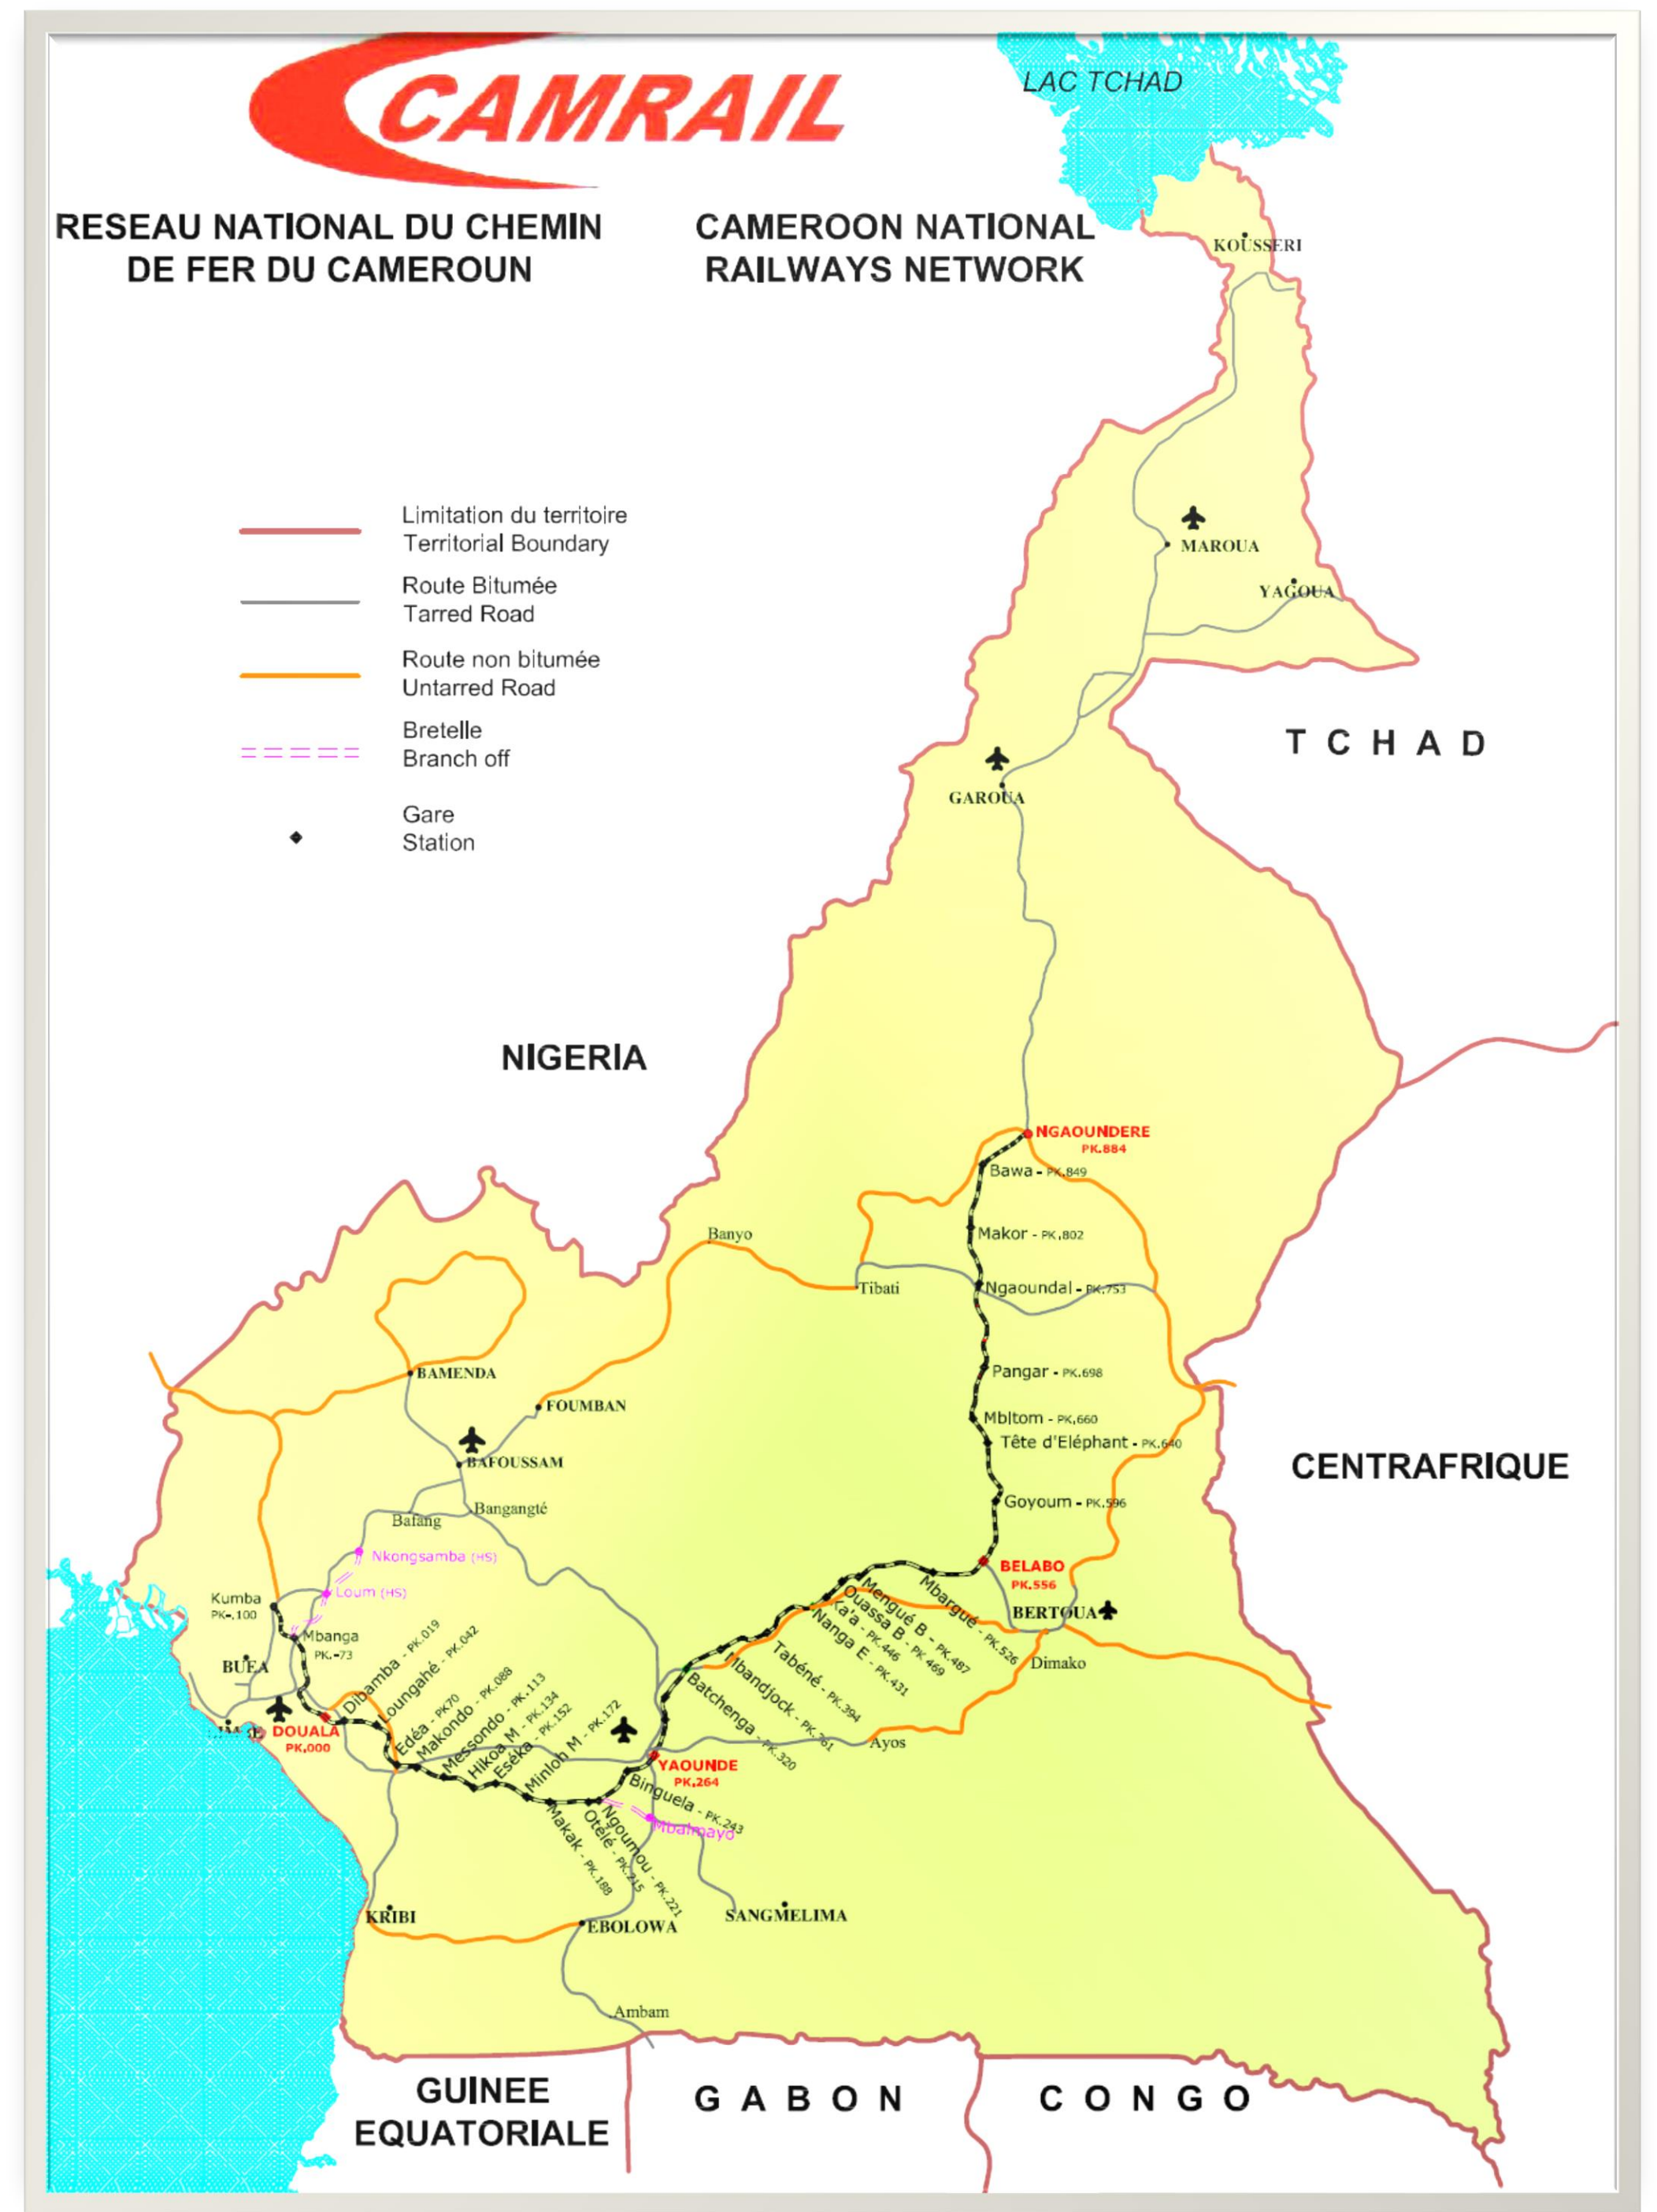 CAMRAIL
LAC TCHAD
RESEAU NATIONAL DU CHEMIN
DE FER DU CAMEROUN
CAMEROON NATIONAL
RAILWAYS NETWORK
KOUSSERI
Limitation du territoire
Territorial Boundary
Route Bitumée
Tarred Road
Route non bitumée
Untarred Road
Bretelle
Branch off
Gare
Station
MAROUA
YAGOUA
T C H A D
GAROUA
NIGERIA
NGAOUNDERE
PK.884
Bawa - PK.849
Makor - PK.802
Banyo
Tibati
Ngaoundal - PK.753
Pangar - PK.698
BAMENDA
FOUMBAN
Mbitom - PK.660
Tête d'Eléphant - PK.640
BAFOUSSAM
CENTRAFRIQUE
Goyoum - PK.596
Bangangté
Bafang
Nkongsamba (HS)
BELABO
PK.556
Loum (HS)
Kumba
PK-.100
Mbanga
PK.-73
BUEA
BERTOUA
Dimako
Mbargué - PK.526
Mengué B - PK.487
Ouassa B - PK.469
Ka'a - PK.446
Nanga E - PK.431
Tabéné - PK.394
Mbandjock - PK.361
Batchenga - PK.320
Dibamba - PK.019
Loungahé - PK.042
Edéa - PK70
Makondo - PK.088
Messondo - PK.113
Hikoa M - PK.134
Eséka - PK.152
Minloh M - PK.172
DOUALA
PK.000
Ayos
YAOUNDE
PK.264
Binguela - PK.243
Mbalmayo
Ngoumou - PK.221
Otélé - PK.215
Makak - PK.188
KRIBI
EBOLOWA
SANGMELIMA
Ambam
GUINEE
EQUATORIALE
G A B O N
C O N G O